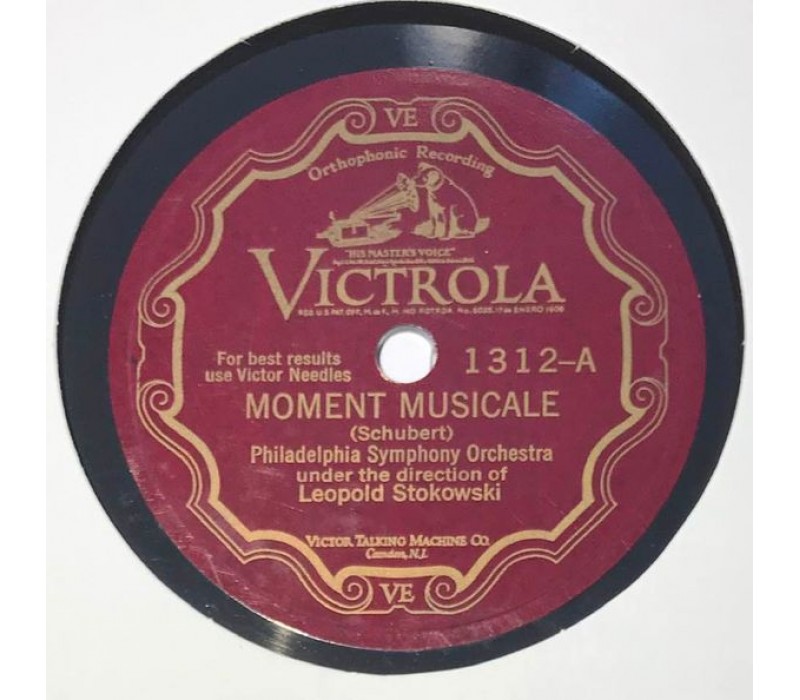 VE
Orthophonic Recording
"HIS MASTER'S VOICE"
VICTROLA
For best results
use Victor Needles
1312-A
MOMENT MUSICALE
(Schubert)
Philadelphia Symphony Orchestra
under the direction of
Leopold Stokowski
VICTOR TALKING MACHINE CO.
Camden, N.J.
VE